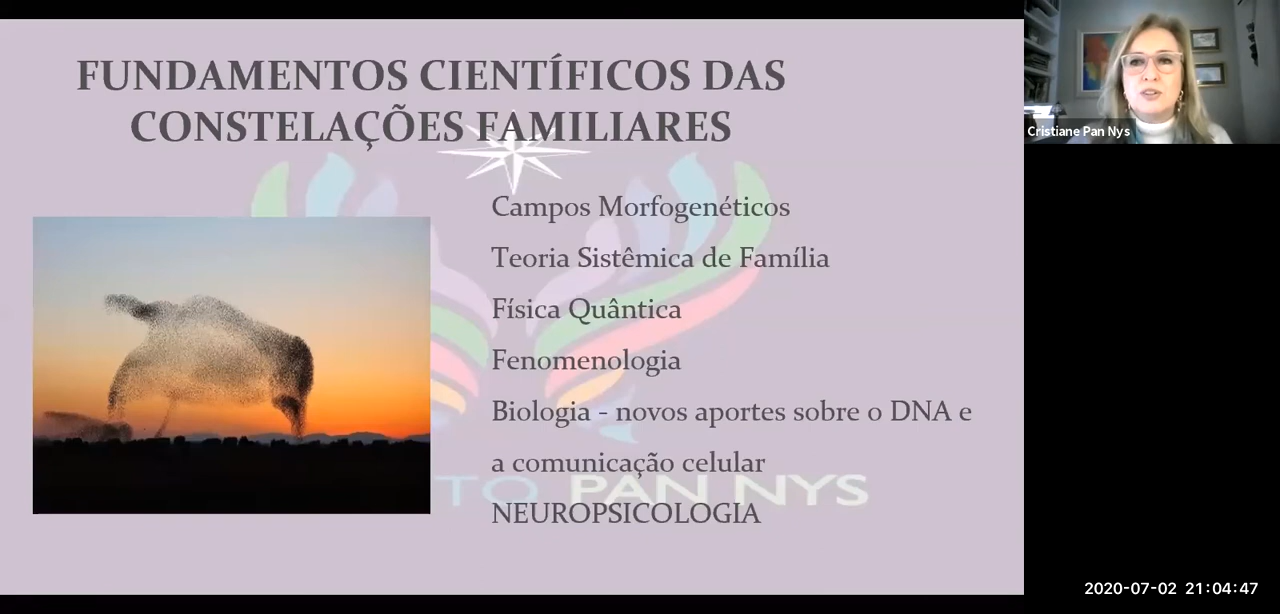 FUNDAMENTOS CIENTÍFICOS DAS
CONSTELAÇÕES FAMILIARES
Cristiane Pan Nys
Campos Morfogenéticos
Teoria Sistêmica de Família
Física Quântica
Fenomenologia
Biologia - novos aportes sobre o DNA e
a comunicação celular
TO PAN NYS
NEUROPSICOLOGIA
2020-07-02 21:04:47